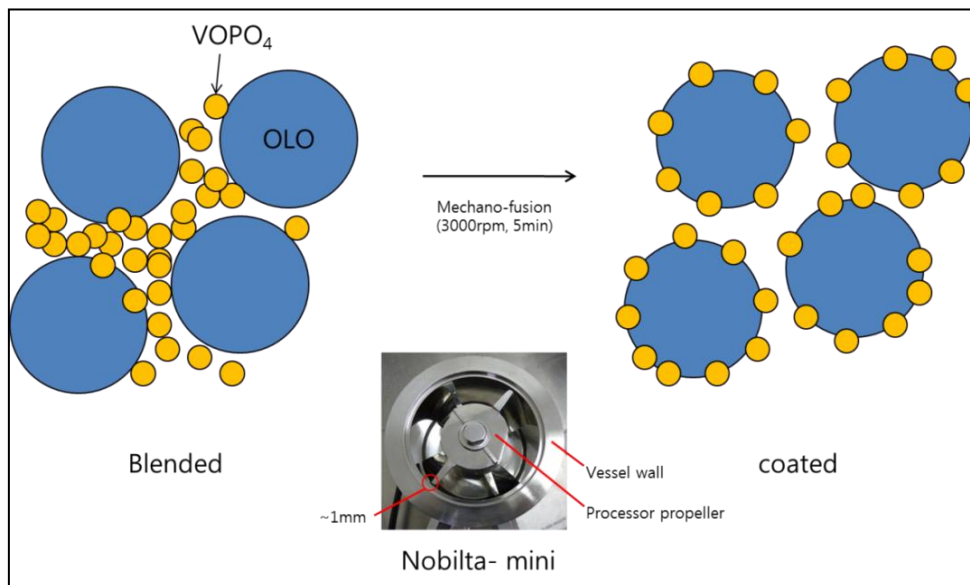 VOPO₄
OLO
Mechano-fusion
(3000rpm, 5min)
Blended
coated
Vessel wall
Processor propeller
~1mm
Nobilta- mini